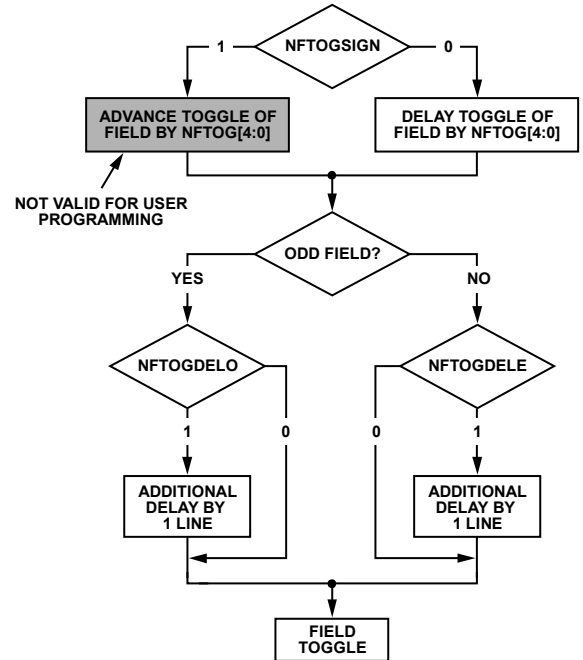 NFTOGSIGN
1
0
ADVANCE TOGGLE OF
FIELD BY NFTOG[4:0]
DELAY TOGGLE OF
FIELD BY NFTOG[4:0]
NOT VALID FOR USER
PROGRAMMING
ODD FIELD?
YES
NO
NFTOGDELO
NFTOGDELE
1
0
0
1
ADDITIONAL
DELAY BY
1 LINE
ADDITIONAL
DELAY BY
1 LINE
FIELD
TOGGLE